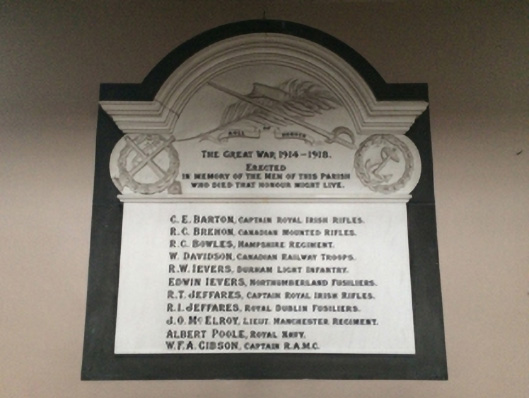 ROLL OF HONOUR
THE GREAT WAR, 1914-1918.
ERECTED
IN MEMORY OF THE MEN OF THIS PARISH
WHO DIED THAT HONOUR MIGHT LIVE.
C. E. BARTON, CAPTAIN ROYAL IRISH RIFLES.
R. C. BREHON, CANADIAN MOUNTED RIFLES.
R. C. BOWLES, HAMPSHIRE REGIMENT.
W. DAVIDSON, CANADIAN RAILWAY TROOPS.
R. W. IEVERS, DURHAM LIGHT INFANTRY.
EDWIN IEVERS, NORTHUMBERLAND FUSILIERS.
R. T. JEFFARES, CAPTAIN ROYAL IRISH RIFLES.
R. I. JEFFARES, ROYAL DUBLIN FUSILIERS.
J. O. Mc ELROY, LIEUT. MANCHESTER REGIMENT.
ALBERT POOLE, ROYAL NAVY.
W. F. A. GIBSON, CAPTAIN R.A.M.C.